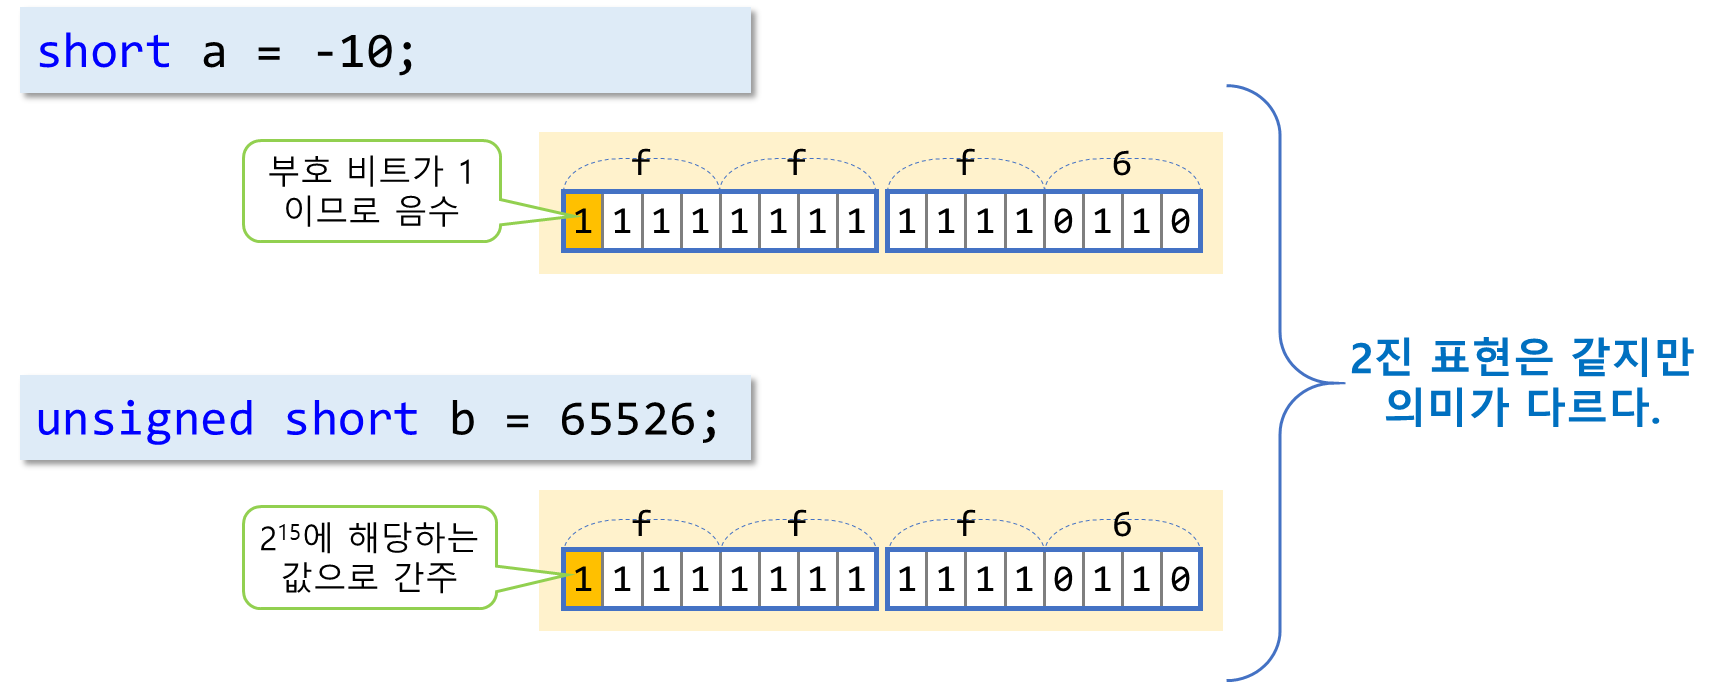 short a = -10;
부호 비트가 1
이므로 음수
f f f 6
1 1 1 1 1 1 1 1 1 1 1 1 0 1 1 0
2진 표현은 같지만
의미가 다르다.
unsigned short b = 65526;
2¹⁵에 해당하는
값으로 간주
f f f 6
1 1 1 1 1 1 1 1 1 1 1 1 0 1 1 0